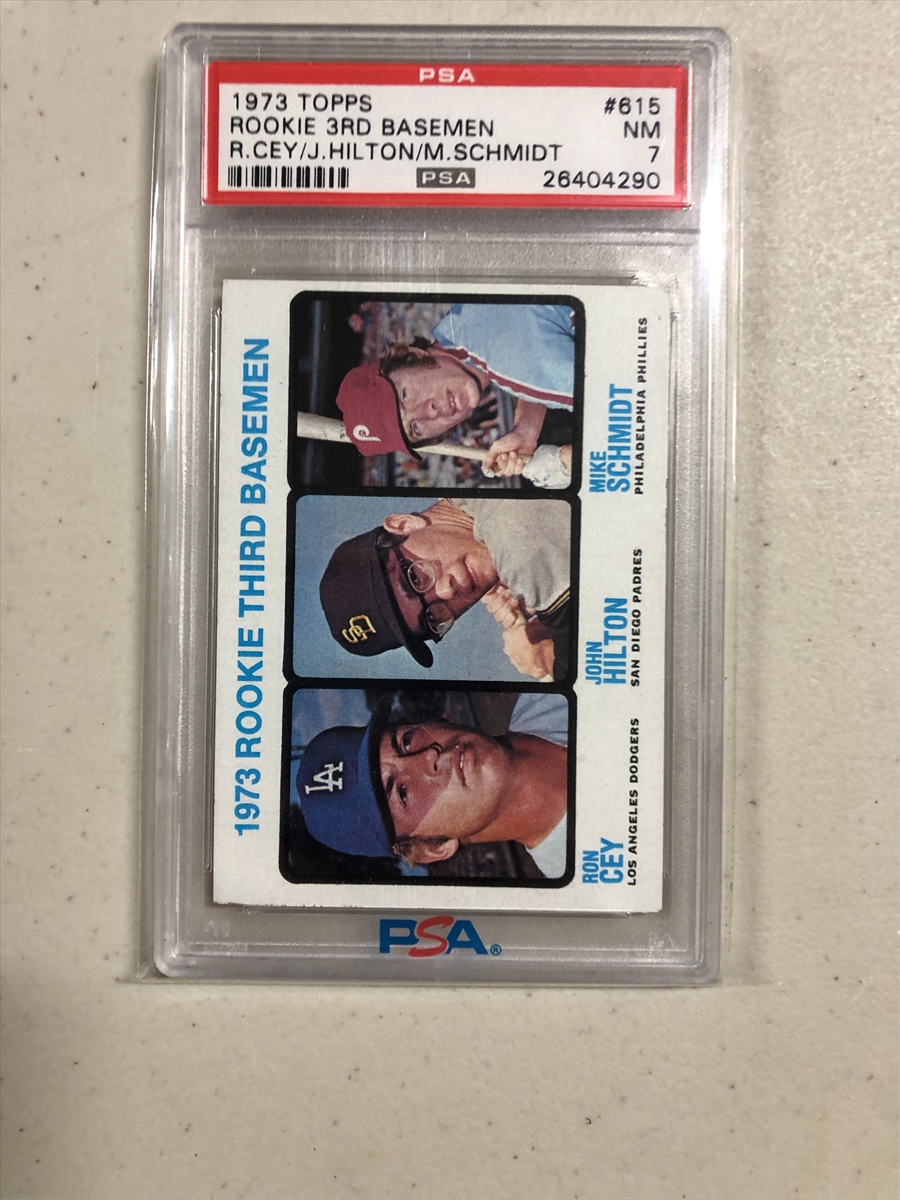 PSA
1973 TOPPS #615
ROOKIE 3RD BASEMEN NM
R.CEY/J.HILTON/M.SCHMIDT 7
PSA 26404290
1973 ROOKIE THIRD BASEMEN
LA
SD
P
RON
CEY
LOS ANGELES DODGERS
JOHN
HILTON
SAN DIEGO PADRES
MIKE
SCHMIDT
PHILADELPHIA PHILLIES
PSA®